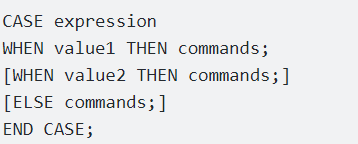 CASE expression
WHEN value1 THEN commands;
[WHEN value2 THEN commands;]
[ELSE commands;]
END CASE;